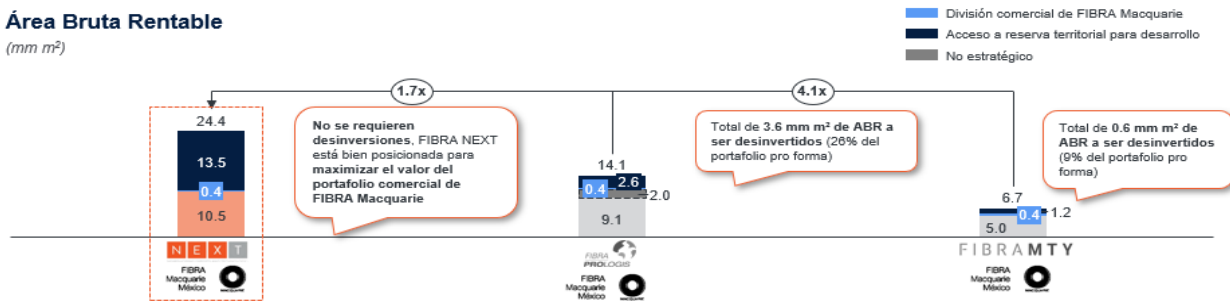 Área Bruta Rentable
(mm m²)
División comercial de FIBRA Macquarie
Acceso a reserva territorial para desarrollo
No estratégico
1.7x
4.1x
24.4
13.5
0.4
10.5
No se requieren
desinversiones, FIBRA NEXT
está bien posicionada para
maximizar el valor del
portafolio comercial de
FIBRA Macquarie
14.1
2.6
0.4
2.0
9.1
Total de 3.6 mm m² de ABR a
ser desinvertidos (26% del
portafolio pro forma)
6.7
0.4
1.2
5.0
Total de 0.6 mm m² de
ABR a ser desinvertidos
(9% del portafolio pro
forma)
NEXT
FIBRA
Macquarie
México
FIBRA
PROLOGIS
FIBRA
Macquarie
México
FIBRAMTY
FIBRA
Macquarie
México